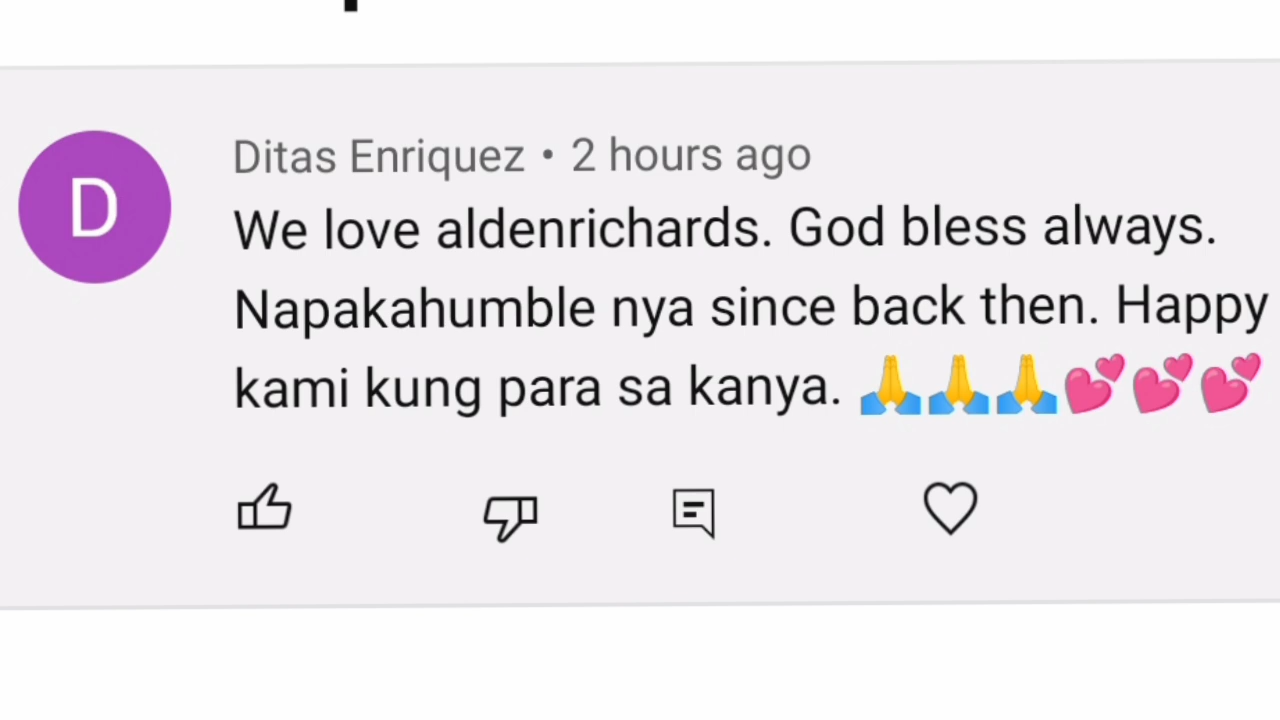 D
Ditas Enriquez • 2 hours ago
We love aldenrichards. God bless always.
Napakahumble nya since back then. Happy
kami kung para sa kanya. 🙏🙏🙏💕💕💕